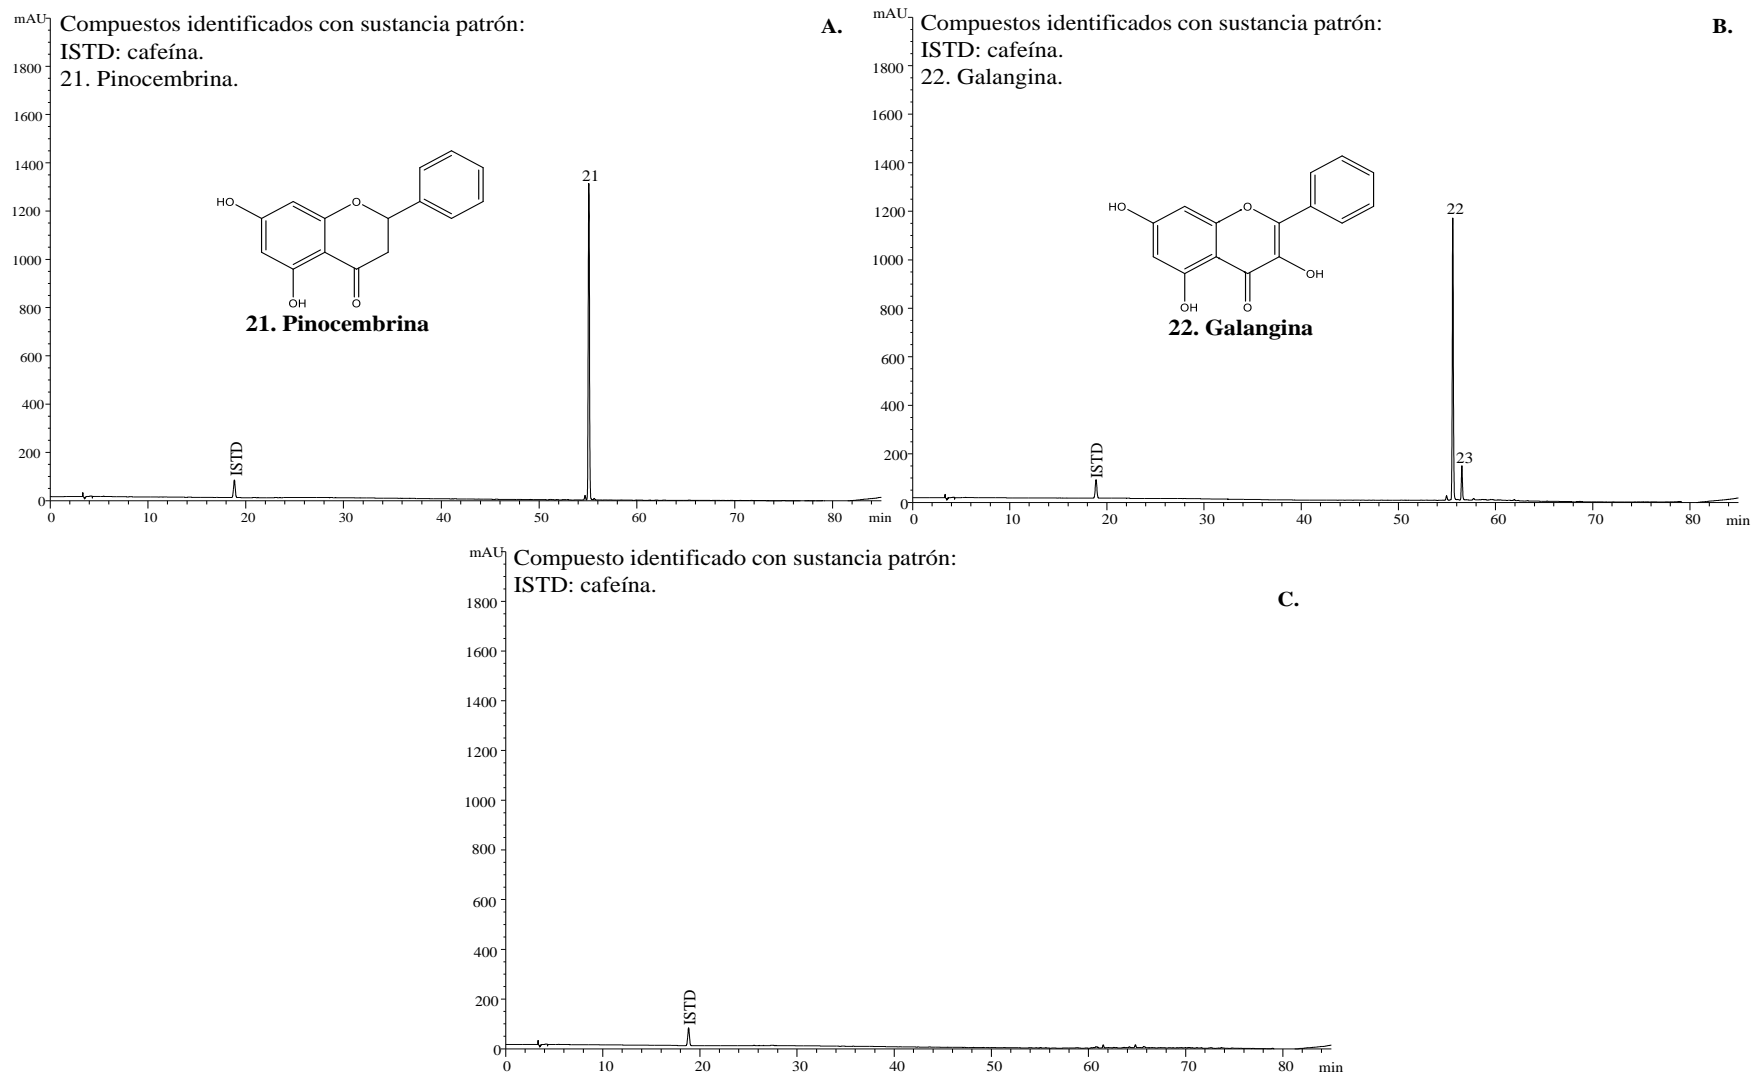 mAU
Compuestos identificados con sustancia patrón:
ISTD: cafeína.
21. Pinocembrina.
A.
1800
1600
1400
1200
1000
800
600
400
200
0
HO
O
OH
O
21. Pinocembrina
ISTD
21
0 10 20 30 40 50 60 70 80 min
mAU
Compuestos identificados con sustancia patrón:
ISTD: cafeína.
22. Galangina.
B.
1800
1600
1400
1200
1000
800
600
400
200
0
HO
O
OH
OH
O
22. Galangina
ISTD
22
23
0 10 20 30 40 50 60 70 80 min
mAU
Compuesto identificado con sustancia patrón:
ISTD: cafeína.
C.
1800
1600
1400
1200
1000
800
600
400
200
0
ISTD
0 10 20 30 40 50 60 70 80 min